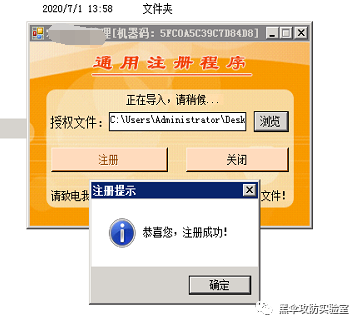 2020/7/1 13:58 文件夹
理[机器码: 5FC0A5C39C7D84D8]
通用注册程序
正在导入,请稍候...
授权文件: C:\Users\Administrator\Desk 浏览
注册 关闭
请致电我 文件!
注册提示
恭喜您,注册成功!
确定
黑伞攻防实验室